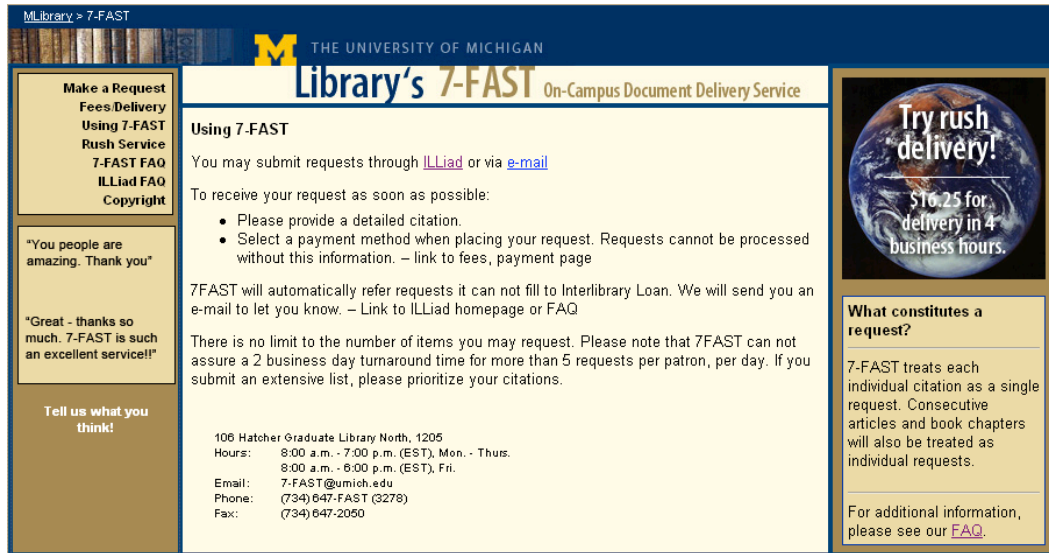 MLibrary > 7-FAST
THE UNIVERSITY OF MICHIGAN
Library's 7-FAST On-Campus Document Delivery Service
Make a Request
Fees/Delivery
Using 7-FAST
Rush Service
7-FAST FAQ
ILLiad FAQ
Copyright
"You people are
amazing. Thank you"
"Great - thanks so
much. 7-FAST is such
an excellent service!!"
Tell us what you
think!
Using 7-FAST
You may submit requests through ILLiad or via e-mail
To receive your request as soon as possible:
• Please provide a detailed citation.
• Select a payment method when placing your request. Requests cannot be processed
without this information. – link to fees, payment page
7FAST will automatically refer requests it can not fill to Interlibrary Loan. We will send you an
e-mail to let you know. – Link to ILLiad homepage or FAQ
There is no limit to the number of items you may request. Please note that 7FAST can not
assure a 2 business day turnaround time for more than 5 requests per patron, per day. If you
submit an extensive list, please prioritize your citations.
106 Hatcher Graduate Library North, 1205
Hours: 8:00 a.m. - 7:00 p.m. (EST), Mon. - Thurs.
8:00 a.m. - 6:00 p.m. (EST), Fri.
Email: 7-FAST@umich.edu
Phone: (734) 647-FAST (3278)
Fax: (734) 647-2050
Try rush
delivery!
$16.25 for
delivery in 4
business hours.
What constitutes a
request?
7-FAST treats each
individual citation as a single
request. Consecutive
articles and book chapters
will also be treated as
individual requests.
For additional information,
please see our FAQ.